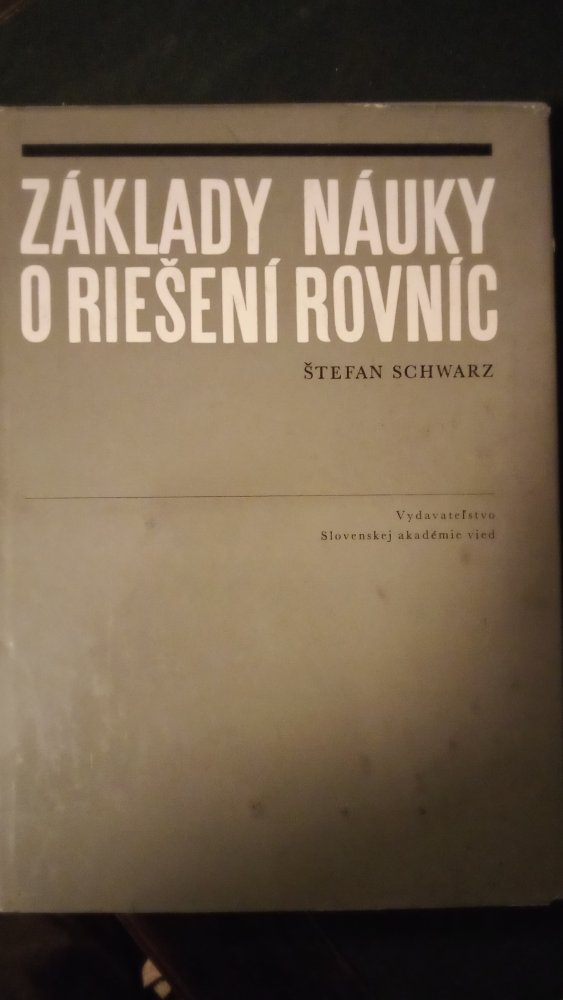 ZÁKLADY NÁUKY
O RIEŠENÍ ROVNÍC
ŠTEFAN SCHWARZ
Vydavateľstvo
Slovenskej akadémie vied